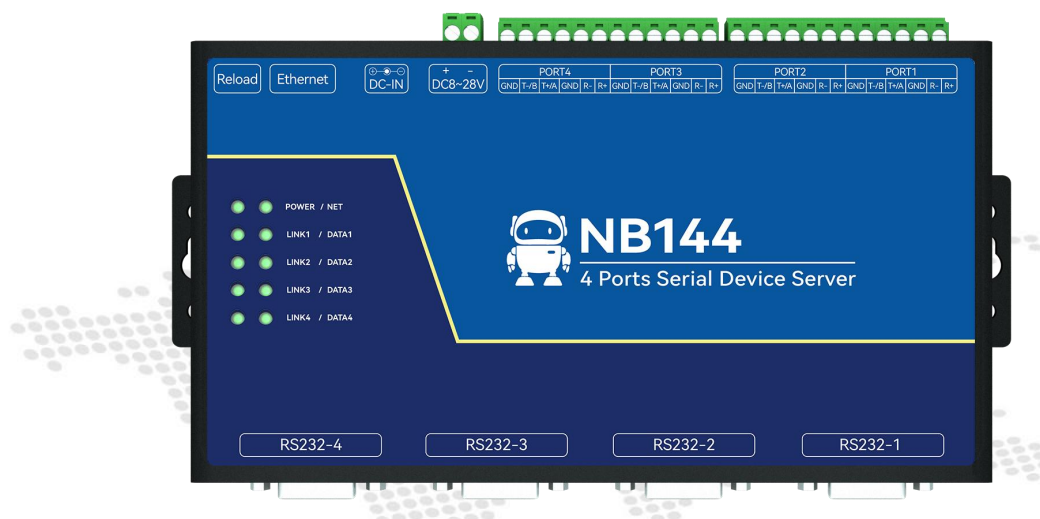 Reload Ethernet DC-IN + - DC8~28V PORT4 PORT3 PORT2 PORT1
GND T-/B T+/A GND R- R+ GND T-/B T+/A GND R- R+ GND T-/B T+/A GND R- R+ GND T-/B T+/A GND R- R+
POWER / NET
LINK1 / DATA1
LINK2 / DATA2
LINK3 / DATA3
LINK4 / DATA4
NB144
4 Ports Serial Device Server
RS232-4 RS232-3 RS232-2 RS232-1